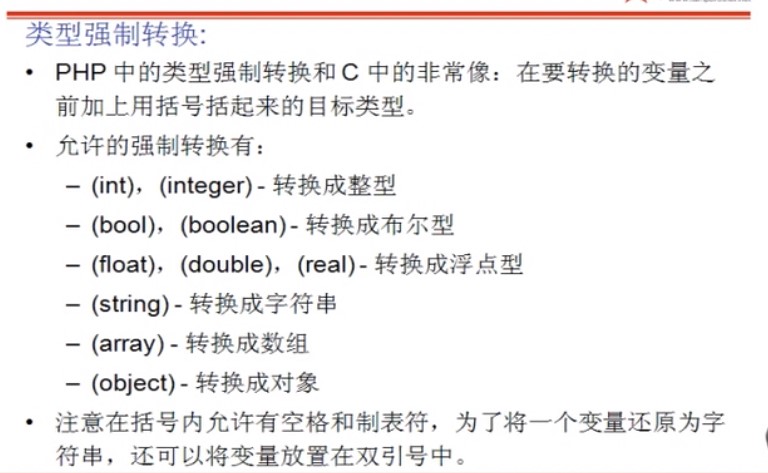 类型强制转换:
• PHP 中的类型强制转换和 C 中的非常像：在要转换的变量之
前加上用括号括起来的目标类型。
• 允许的强制转换有：
– (int)，(integer) - 转换成整型
– (bool)，(boolean) - 转换成布尔型
– (float)，(double)，(real) - 转换成浮点型
– (string) - 转换成字符串
– (array) - 转换成数组
– (object) - 转换成对象
• 注意在括号内允许有空格和制表符，为了将一个变量还原为字
符串，还可以将变量放置在双引号中。